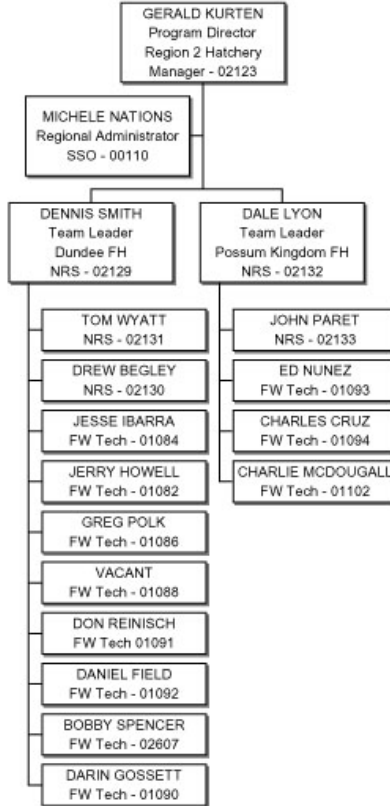 GERALD KURTEN
Program Director
Region 2 Hatchery
Manager - 02123
MICHELE NATIONS
Regional Administrator
SSO - 00110
DENNIS SMITH
Team Leader
Dundee FH
NRS - 02129
DALE LYON
Team Leader
Possum Kingdom FH
NRS - 02132
TOM WYATT
NRS - 02131
DREW BEGLEY
NRS - 02130
JESSE IBARRA
FW Tech - 01084
JERRY HOWELL
FW Tech - 01082
GREG POLK
FW Tech - 01086
VACANT
FW Tech - 01088
DON REINISCH
FW Tech 01091
DANIEL FIELD
FW Tech - 01092
BOBBY SPENCER
FW Tech - 02607
DARIN GOSSETT
FW Tech - 01090
JOHN PARET
NRS - 02133
ED NUNEZ
FW Tech - 01093
CHARLES CRUZ
FW Tech - 01094
CHARLIE MCDOUGALL
FW Tech - 01102